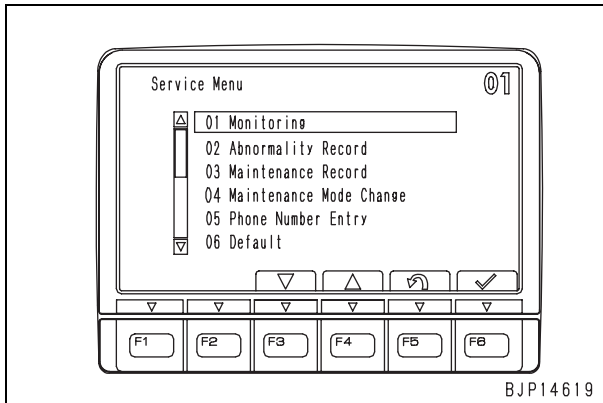 Service Menu 01
01 Monitoring
02 Abnormality Record
03 Maintenance Record
04 Maintenance Mode Change
05 Phone Number Entry
06 Default
F1 F2 F3 F4 F5 F6
BJP14619